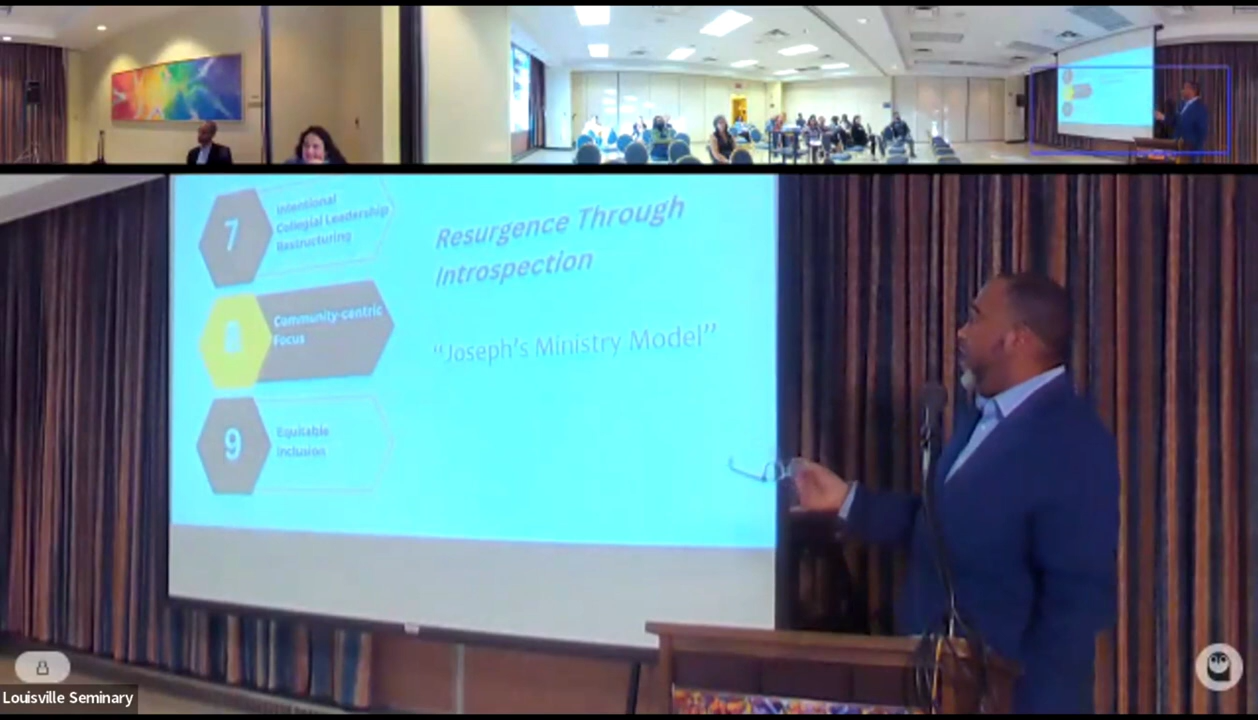 7
Intentional
Collegial Leadership
Restructuring
8
Community-centric
Focus
9
Equitable
Inclusion
Resurgence Through
Introspection
“Joseph’s Ministry Model”
Louisville Seminary